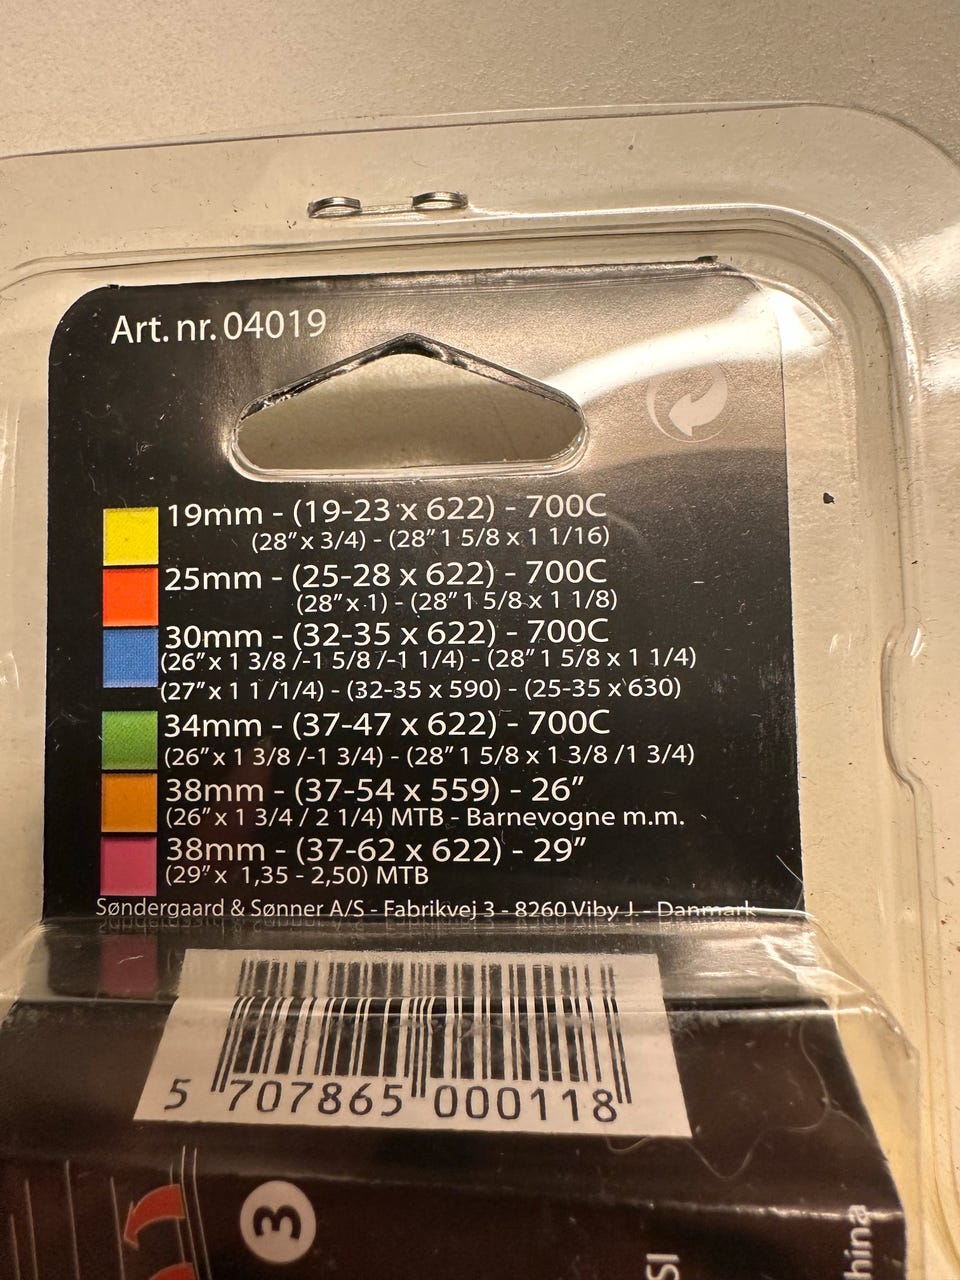 Art. nr. 04019
19mm - (19-23 x 622) - 700C
(28” x 3/4) - (28” 1 5/8 x 1 1/16)
25mm - (25-28 x 622) - 700C
(28” x 1) - (28” 1 5/8 x 1 1/8)
30mm - (32-35 x 622) - 700C
(26” x 1 3/8 /-1 5/8 /-1 1/4) - (28” 1 5/8 x 1 1/4)
(27” x 1 1 /1/4) - (32-35 x 590) - (25-35 x 630)
34mm - (37-47 x 622) - 700C
(26” x 1 3/8 /-1 3/4) - (28” 1 5/8 x 1 3/8 /1 3/4)
38mm - (37-54 x 559) - 26”
(26” x 1 3/4 / 2 1/4) MTB - Barnevogne m.m.
38mm - (37-62 x 622) - 29”
(29” x 1,35 - 2,50) MTB
Søndergaard & Sønner A/S - Fabrikvej 3 - 8260 Viby J. - Danmark
5 707865 000118
3